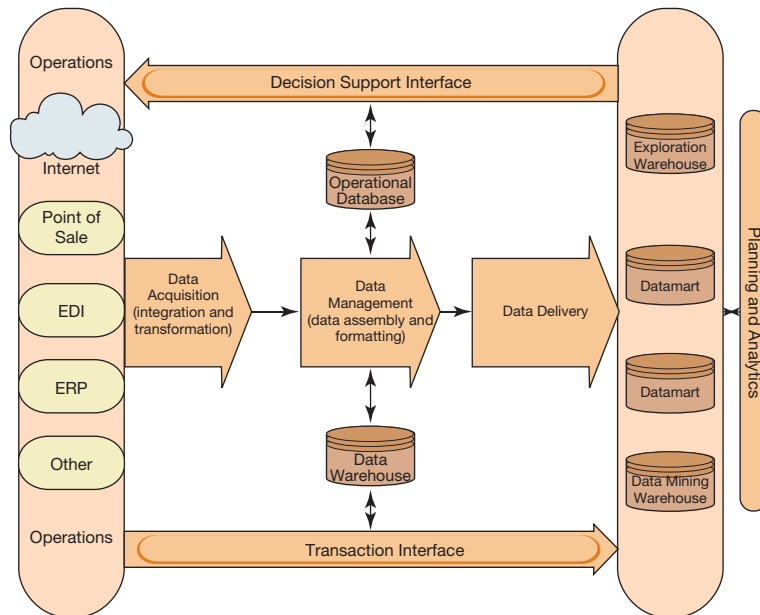 Operations
Internet
Point of
Sale
EDI
ERP
Other
Operations
Decision Support Interface
Operational
Database
Data
Acquisition
(integration and
transformation)
Data
Management
(data assembly and
formatting)
Data Delivery
Data
Warehouse
Transaction Interface
Exploration
Warehouse
Datamart
Datamart
Data Mining
Warehouse
Planning and Analytics